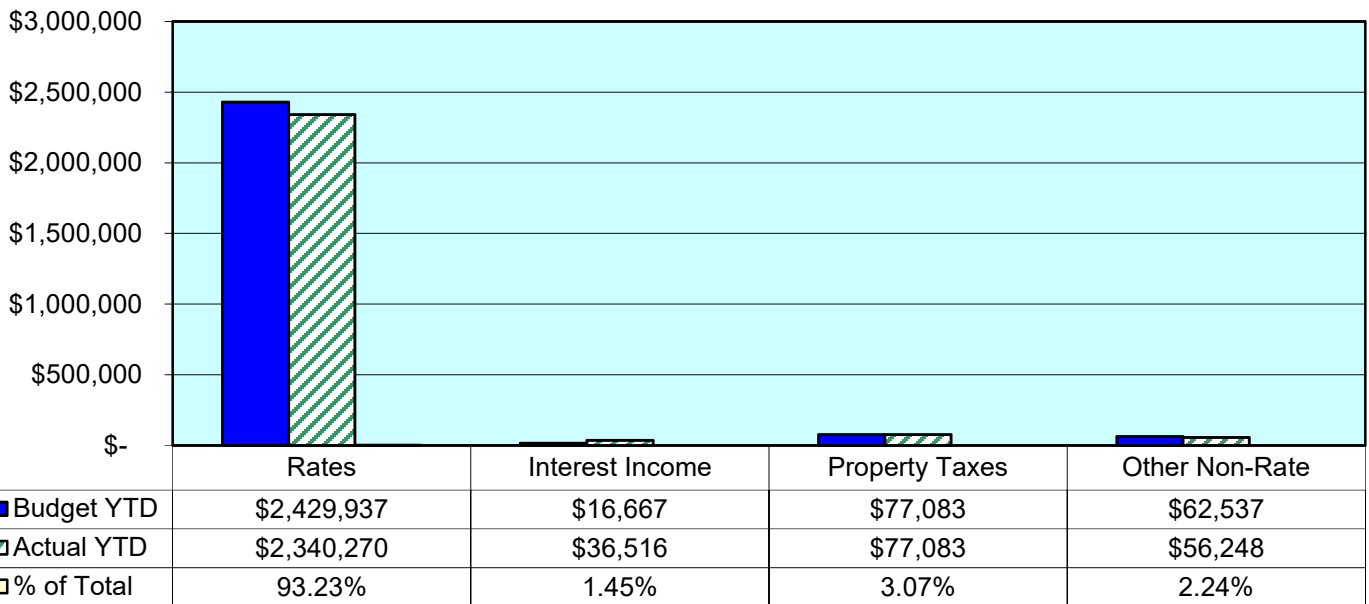 $3,000,000
$2,500,000
$2,000,000
$1,500,000
$1,000,000
$500,000
$-
Rates Interest Income Property Taxes Other Non-Rate
Budget YTD $2,429,937 $16,667 $77,083 $62,537
Actual YTD $2,340,270 $36,516 $77,083 $56,248
% of Total 93.23% 1.45% 3.07% 2.24%